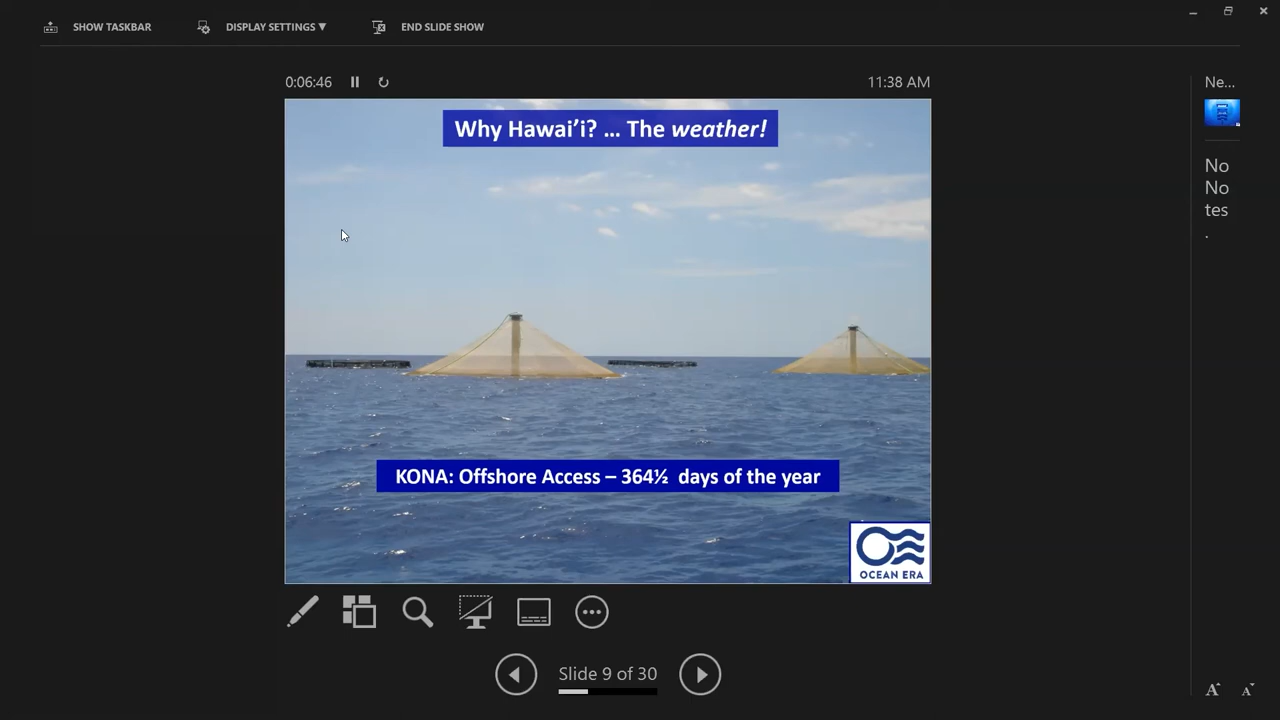 SHOW TASKBAR
DISPLAY SETTINGS ▼
END SLIDE SHOW
0:06:46
11:38 AM
Ne...
Why Hawai’i? ... The weather!
No
No
tes
.
KONA: Offshore Access – 364½ days of the year
OCEAN ERA
Slide 9 of 30
A
A